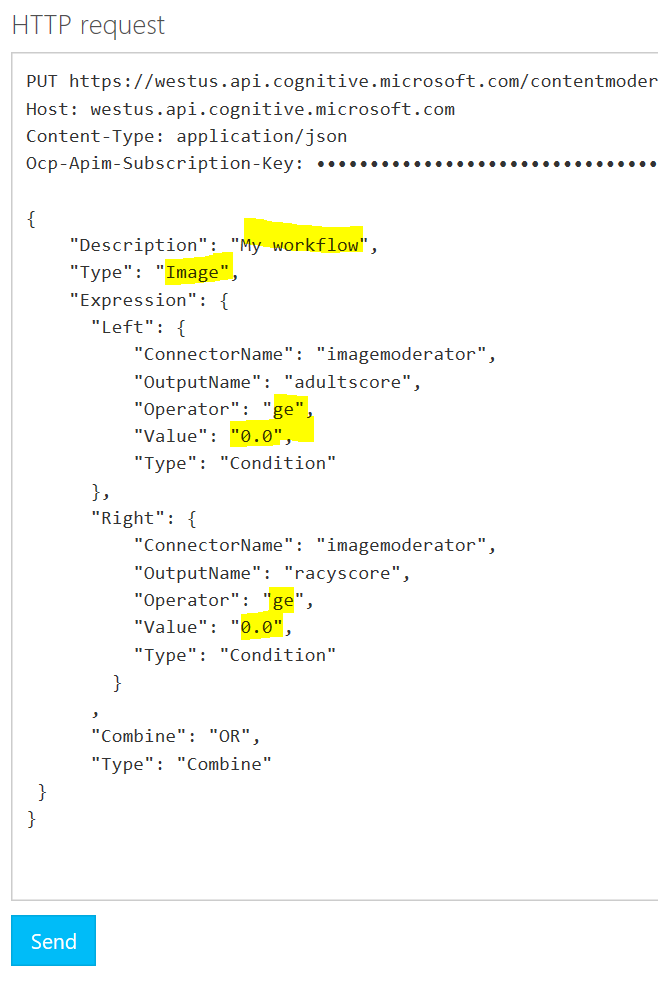 HTTP request
PUT https://westus.api.cognitive.microsoft.com/contentmoder
Host: westus.api.cognitive.microsoft.com
Content-Type: application/json
Ocp-Apim-Subscription-Key: ••••••••••••••••••••••••••••••••
{
"Description": "My workflow",
"Type": "Image",
"Expression": {
"Left": {
"ConnectorName": "imagemoderator",
"OutputName": "adultscore",
"Operator": "ge",
"Value": "0.0",
"Type": "Condition"
},
"Right": {
"ConnectorName": "imagemoderator",
"OutputName": "racyscore",
"Operator": "ge",
"Value": "0.0",
"Type": "Condition"
}
,
"Combine": "OR",
"Type": "Combine"
}
}
Send